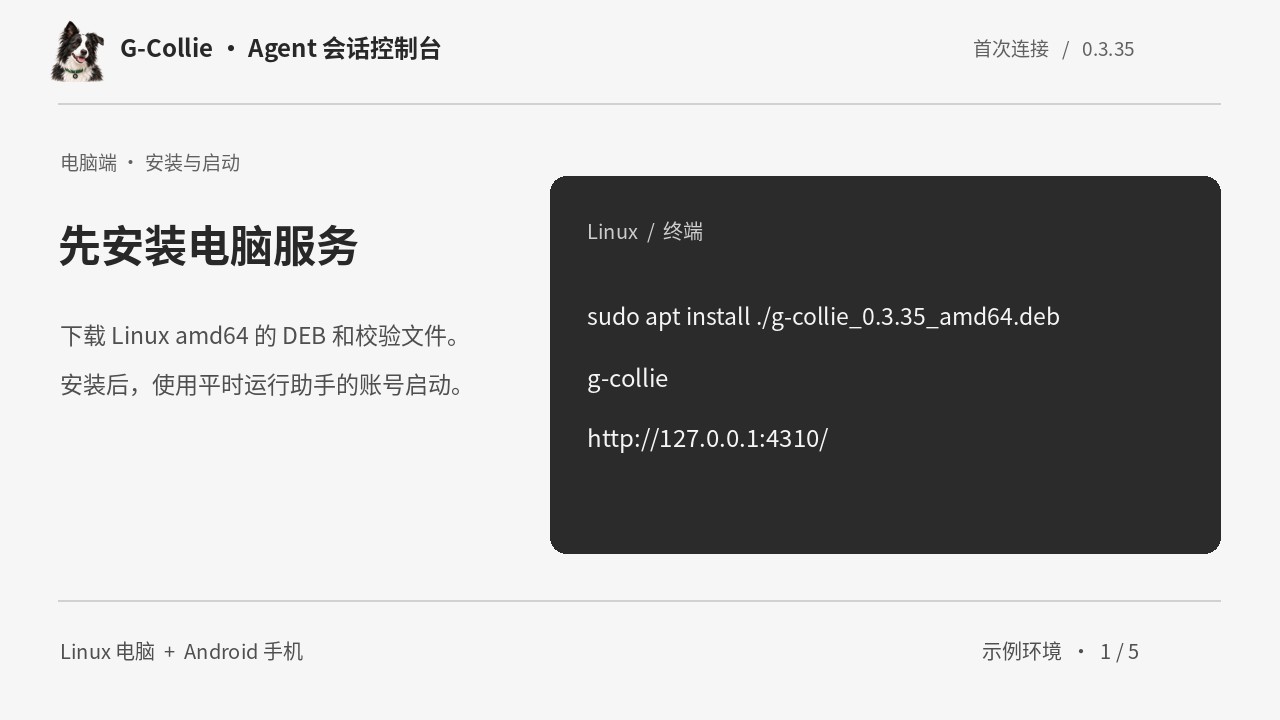 G-Collie · Agent 会话控制台
首次连接 / 0.3.35
电脑端 · 安装与启动
先安装电脑服务
下载 Linux amd64 的 DEB 和校验文件。
安装后，使用平时运行助手的账号启动。
Linux / 终端
sudo apt install ./g-collie_0.3.35_amd64.deb
g-collie
http://127.0.0.1:4310/
Linux 电脑 + Android 手机
示例环境 · 1 / 5